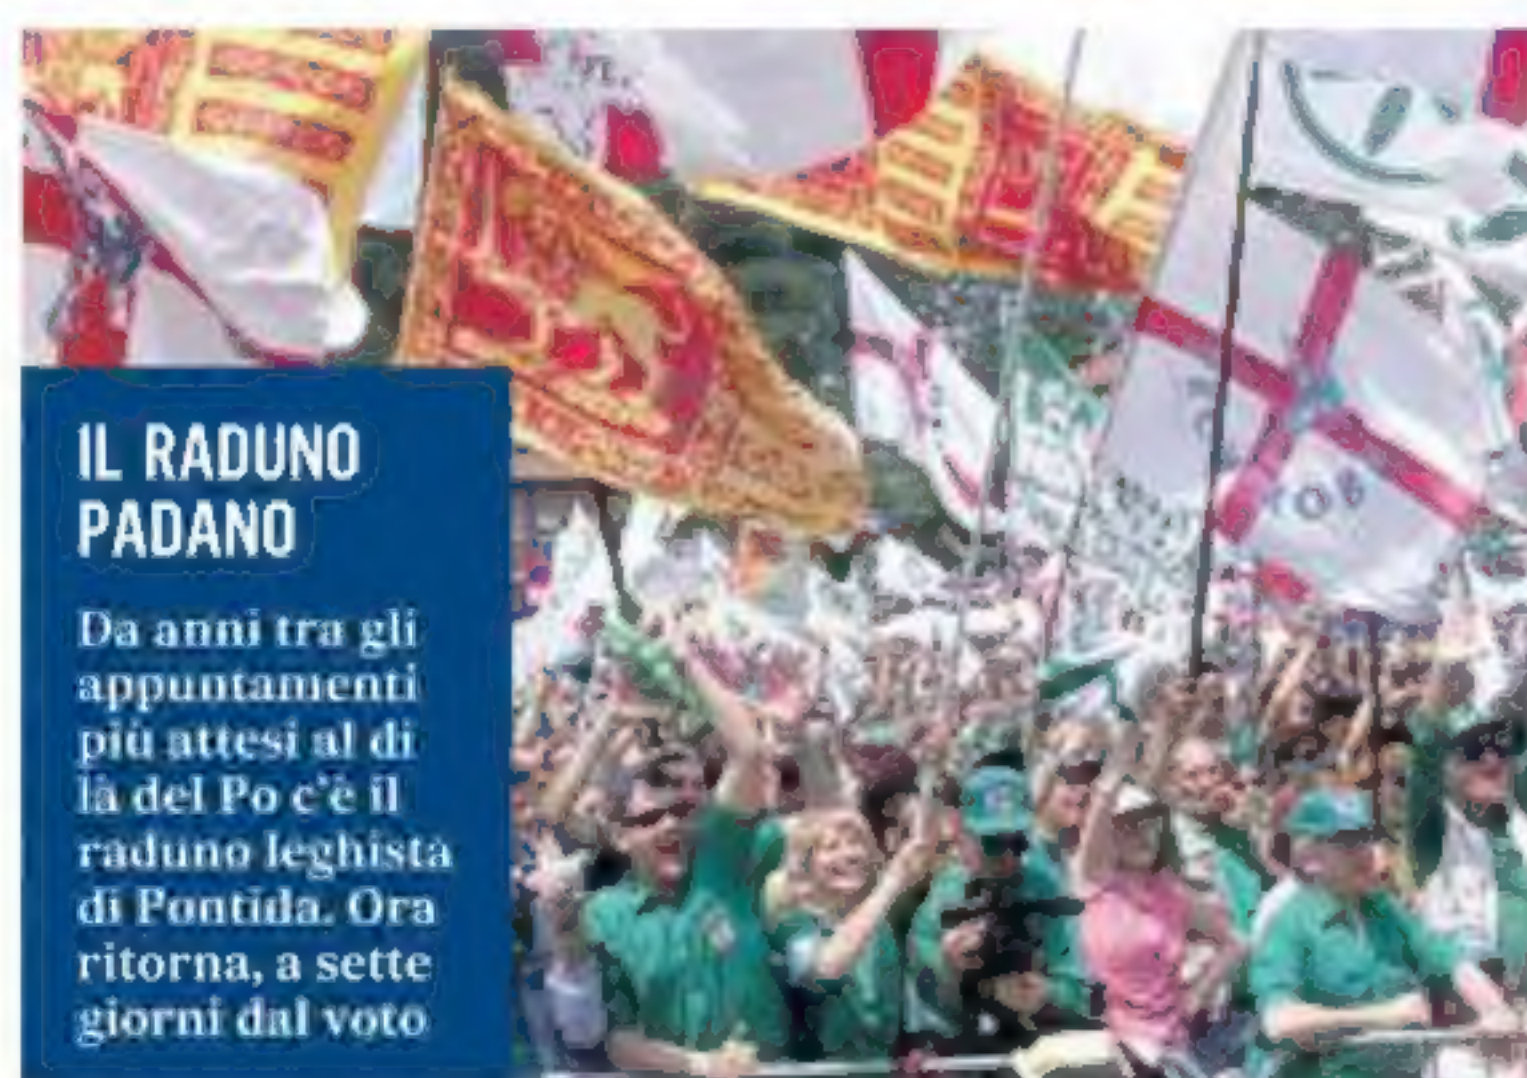 IL RADUNO
PADANO
Da anni tra gli
appuntamenti
più attesi al di
là del Po c'è il
raduno leghista
di Pontida. Ora
ritorna, a sette
giorni dal voto